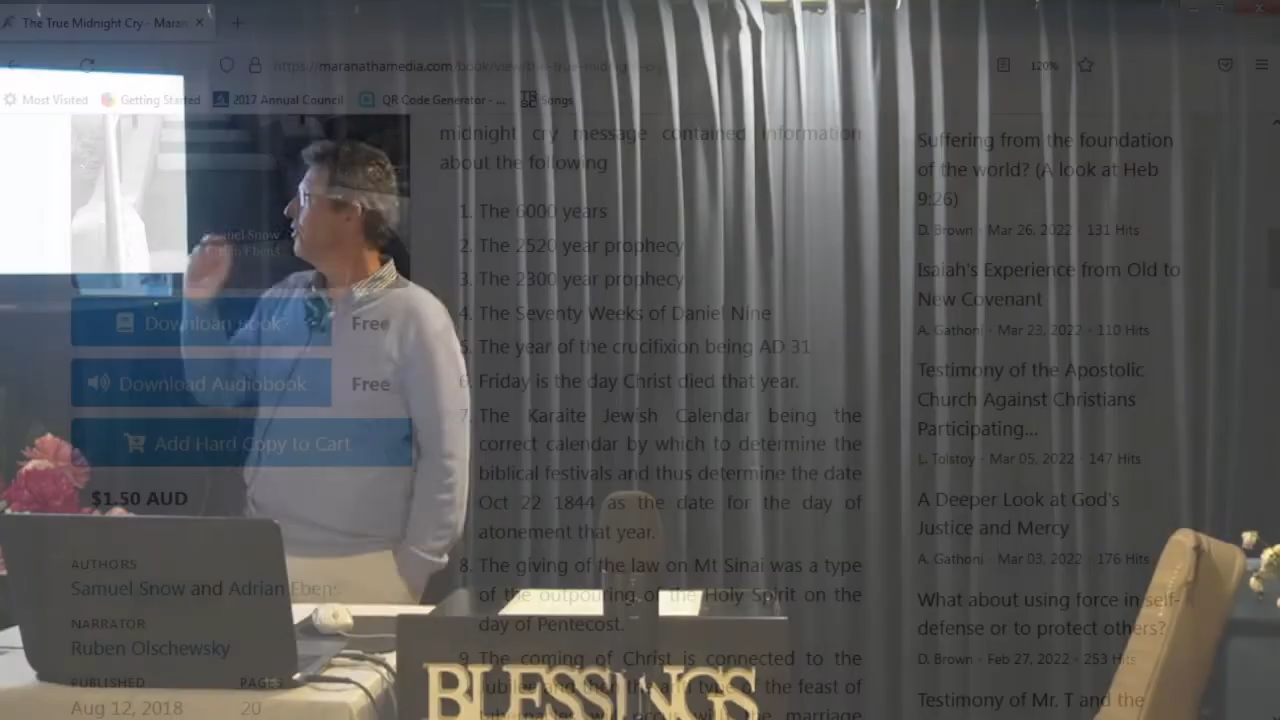 The True Midnight Cry - Maran
https://maranathamedia.com/book/view/the-true-midnight-cry
120%
Most Visited
Getting Started
2017 Annual Council
QR Code Generator - ...
Songs
midnight cry message contained information
about the following
1. The 6000 years
2. The 2520 year prophecy
3. The 2300 year prophecy
4. The Seventy Weeks of Daniel Nine
5. The year of the crucifixion being AD 31
6. Friday is the day Christ died that year.
7. The Karaite Jewish Calendar being the
correct calendar by which to determine the
biblical festivals and thus determine the date
Oct 22 1844 as the date for the day of
atonement that year.
8. The giving of the law on Mt Sinai was a type
of the outpouring of the Holy Spirit on the
day of Pentecost.
9. The coming of Christ is connected to the
Download Book
Free
Download Audiobook
Free
Add Hard Copy to Cart
$1.50 AUD
AUTHORS
Samuel Snow and Adrian Ebens
NARRATOR
Ruben Olschewsky
PUBLISHED
PAGES
Aug 12, 2018
20
Suffering from the foundation
of the world? (A look at Heb
9:26)
D. Brown · Mar 26, 2022 · 131 Hits
Isaiah's Experience from Old to
New Covenant
A. Gathoni · Mar 23, 2022 · 110 Hits
Testimony of the Apostolic
Church Against Christians
Participating...
L. Tolstoy · Mar 05, 2022 · 147 Hits
A Deeper Look at God's
Justice and Mercy
A. Gathoni · Mar 03, 2022 · 176 Hits
What about using force in self-
defense or to protect others?
D. Brown · Feb 27, 2022 · 253 Hits
Testimony of Mr. T and the
BLESSINGS